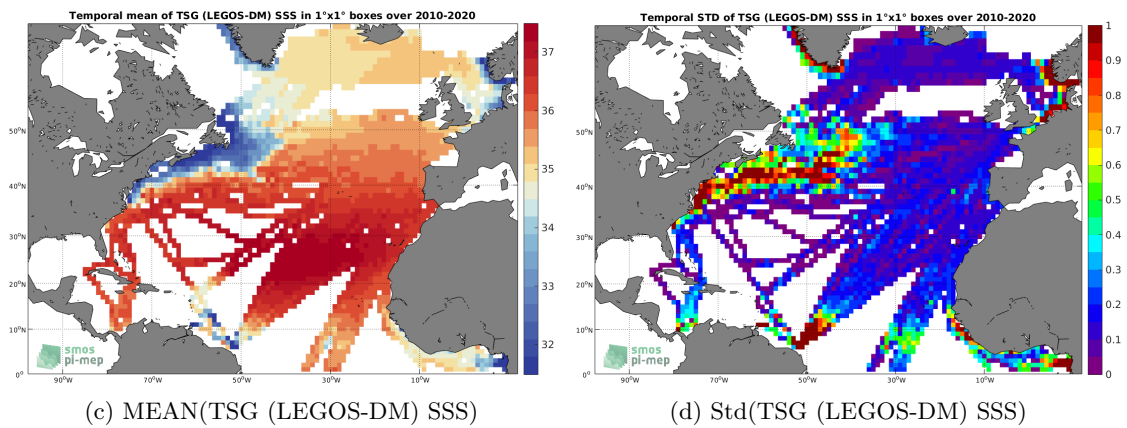 Temporal mean of TSG (LEGOS-DM) SSS in 1°x1° boxes over 2010-2020
50°N
40°N
30°N
20°N
10°N
0°
90°W 70°W 50°W 30°W 10°W
37
36
35
34
33
32
smos
pi-mep
(c) MEAN(TSG (LEGOS-DM) SSS)
Temporal STD of TSG (LEGOS-DM) SSS in 1°x1° boxes over 2010-2020
50°N
40°N
30°N
20°N
10°N
0°
90°W 70°W 50°W 30°W 10°W
1
0.9
0.8
0.7
0.6
0.5
0.4
0.3
0.2
0.1
0
smos
pi-mep
(d) Std(TSG (LEGOS-DM) SSS)